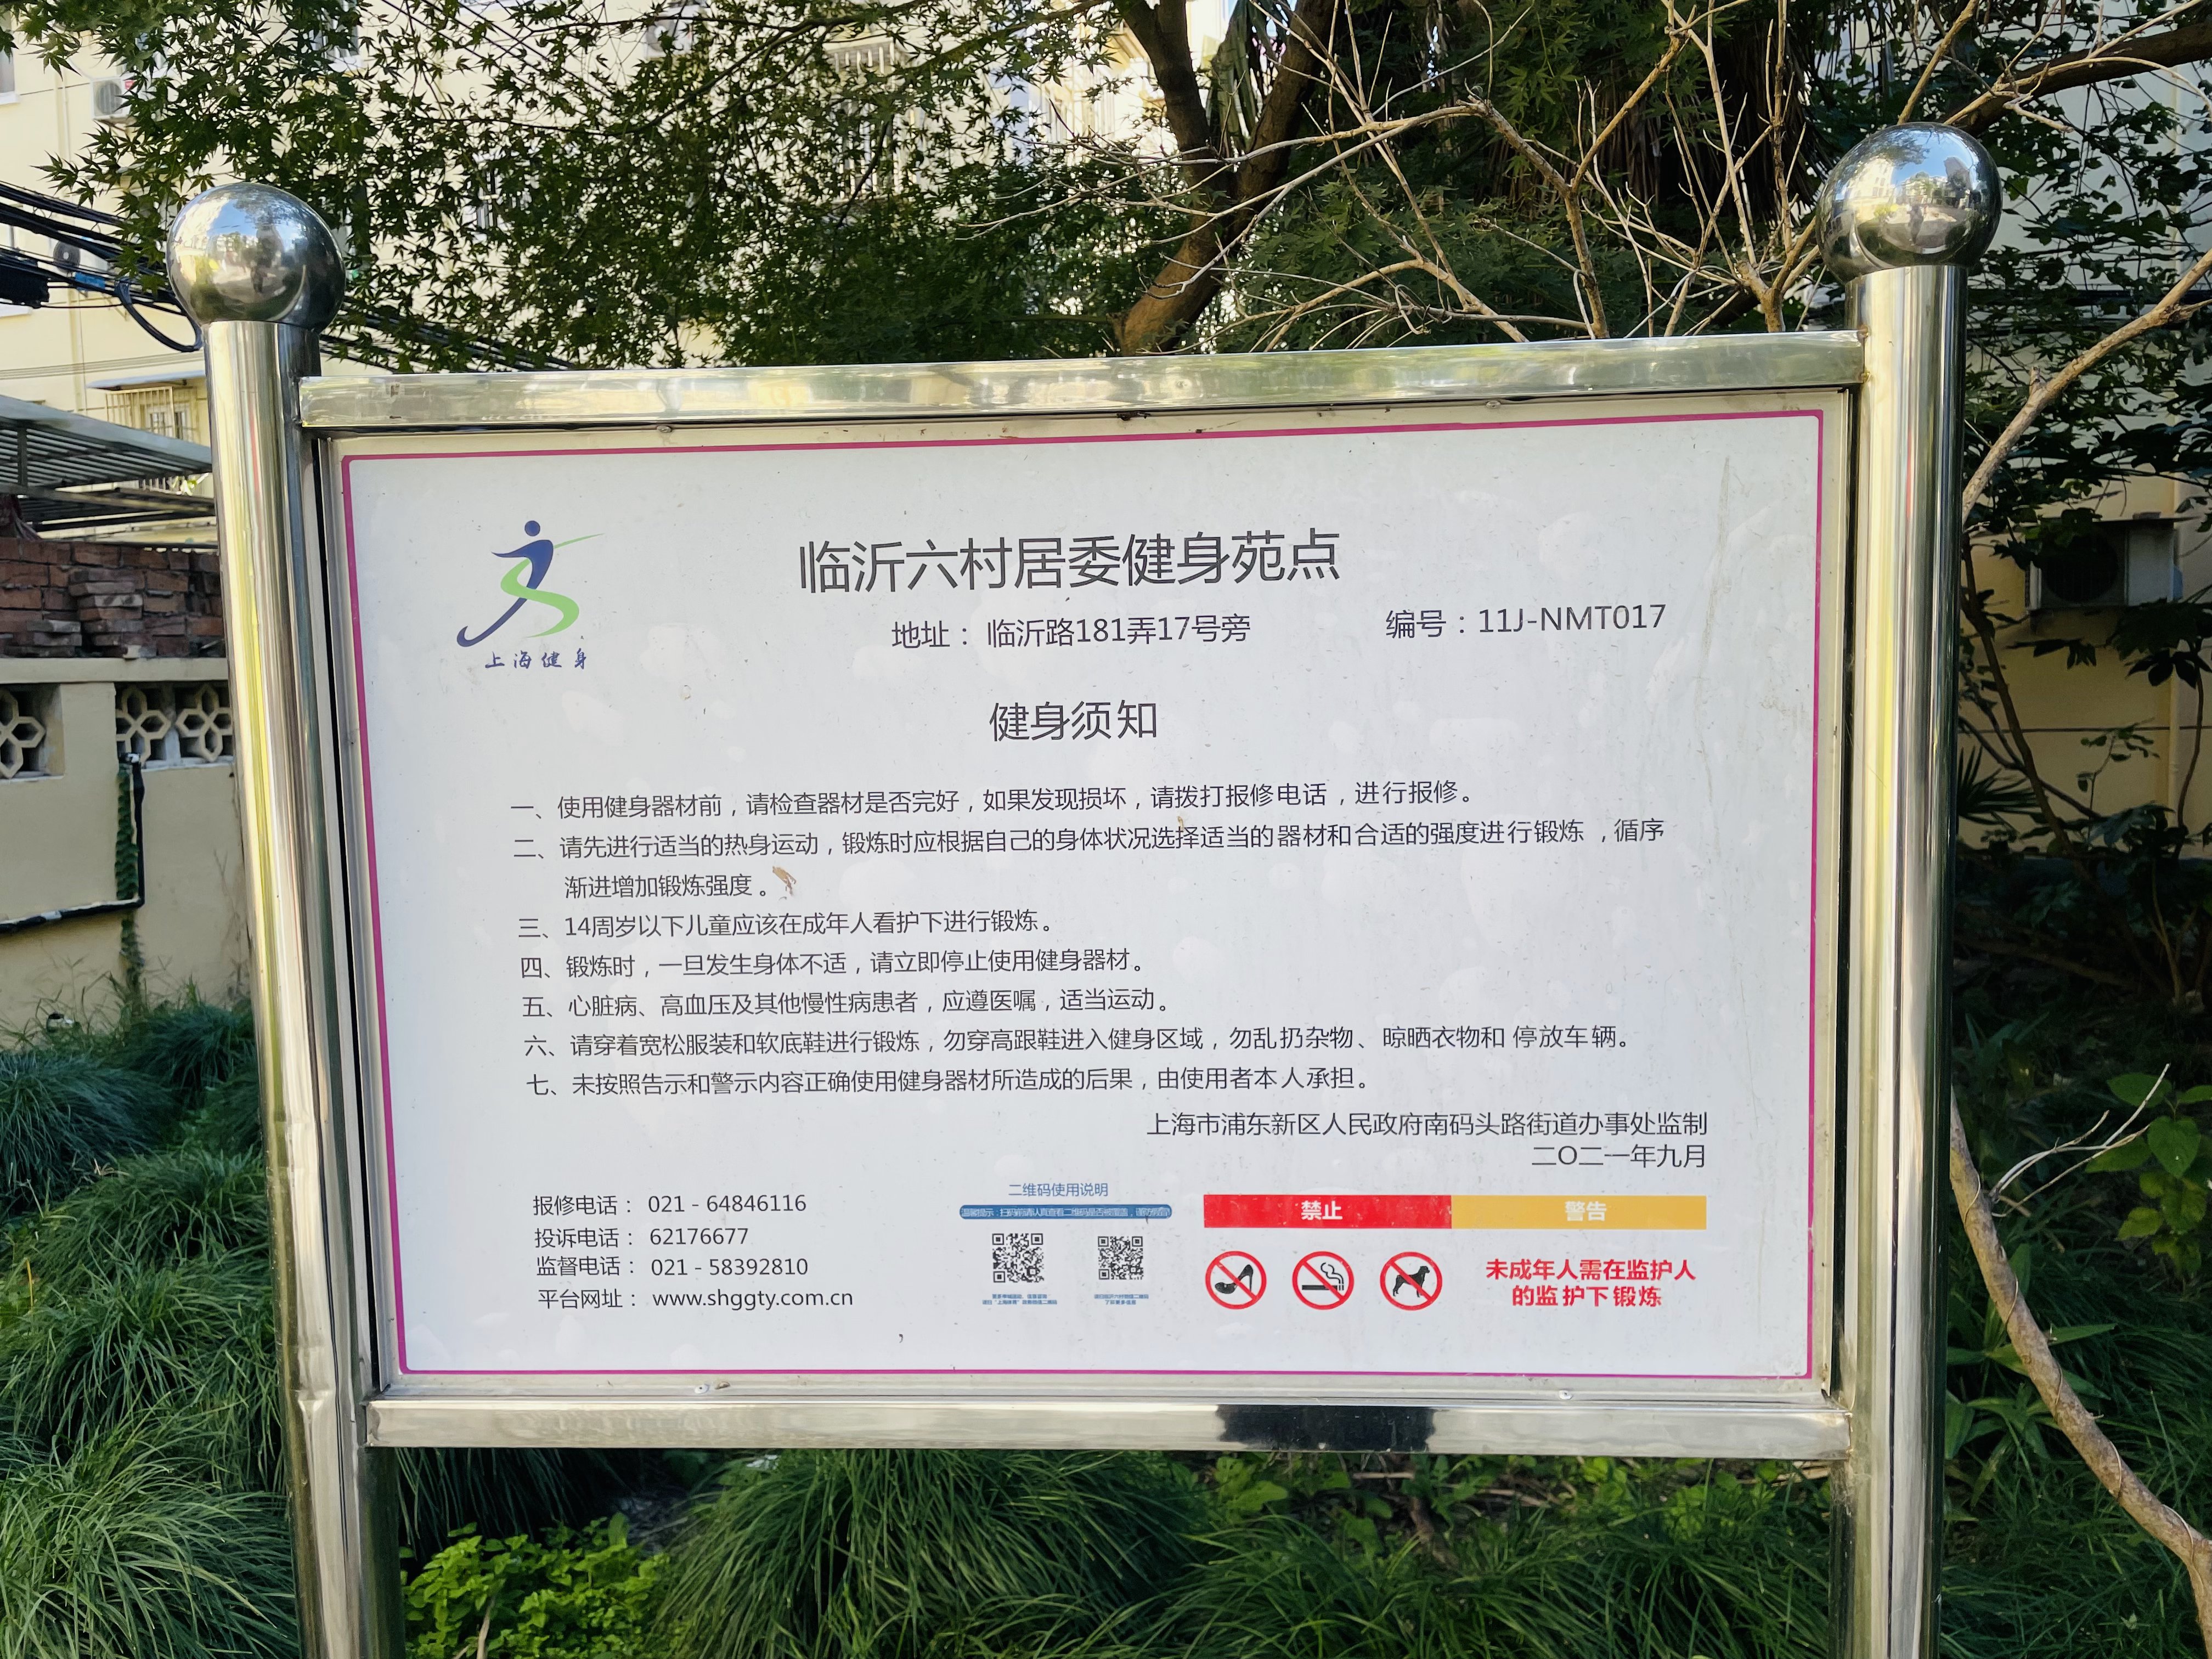 临沂六村居委健身苑点
地址： 临沂路181弄17号旁
编号：11J-NMT017
上海健身
健身须知
一、使用健身器材前，请检查器材是否完好，如果发现损坏，请拨打报修电话，进行报修。
二、请先进行适当的热身运动，锻炼时应根据自己的身体状况选择适当的器材和合适的强度进行锻炼，循序
渐进增加锻炼强度。
三、14周岁以下儿童应该在成年人看护下进行锻炼。
四、锻炼时，一旦发生身体不适，请立即停止使用健身器材。
五、心脏病、高血压及其他慢性病患者，应遵医嘱，适当运动。
六、请穿着宽松服装和软底鞋进行锻炼，勿穿高跟鞋进入健身区域，勿乱扔杂物、晾晒衣物和停放车辆。
七、未按照告示和警示内容正确使用健身器材所造成的后果，由使用者本人承担。
上海市浦东新区人民政府南码头路街道办事处监制
二O二一年九月
报修电话： 021 - 64846116
投诉电话： 62176677
监督电话： 021 - 58392810
平台网址： www.shggty.com.cn
二维码使用说明
禁止
警告
未成年人需在监护人
的监护下锻炼